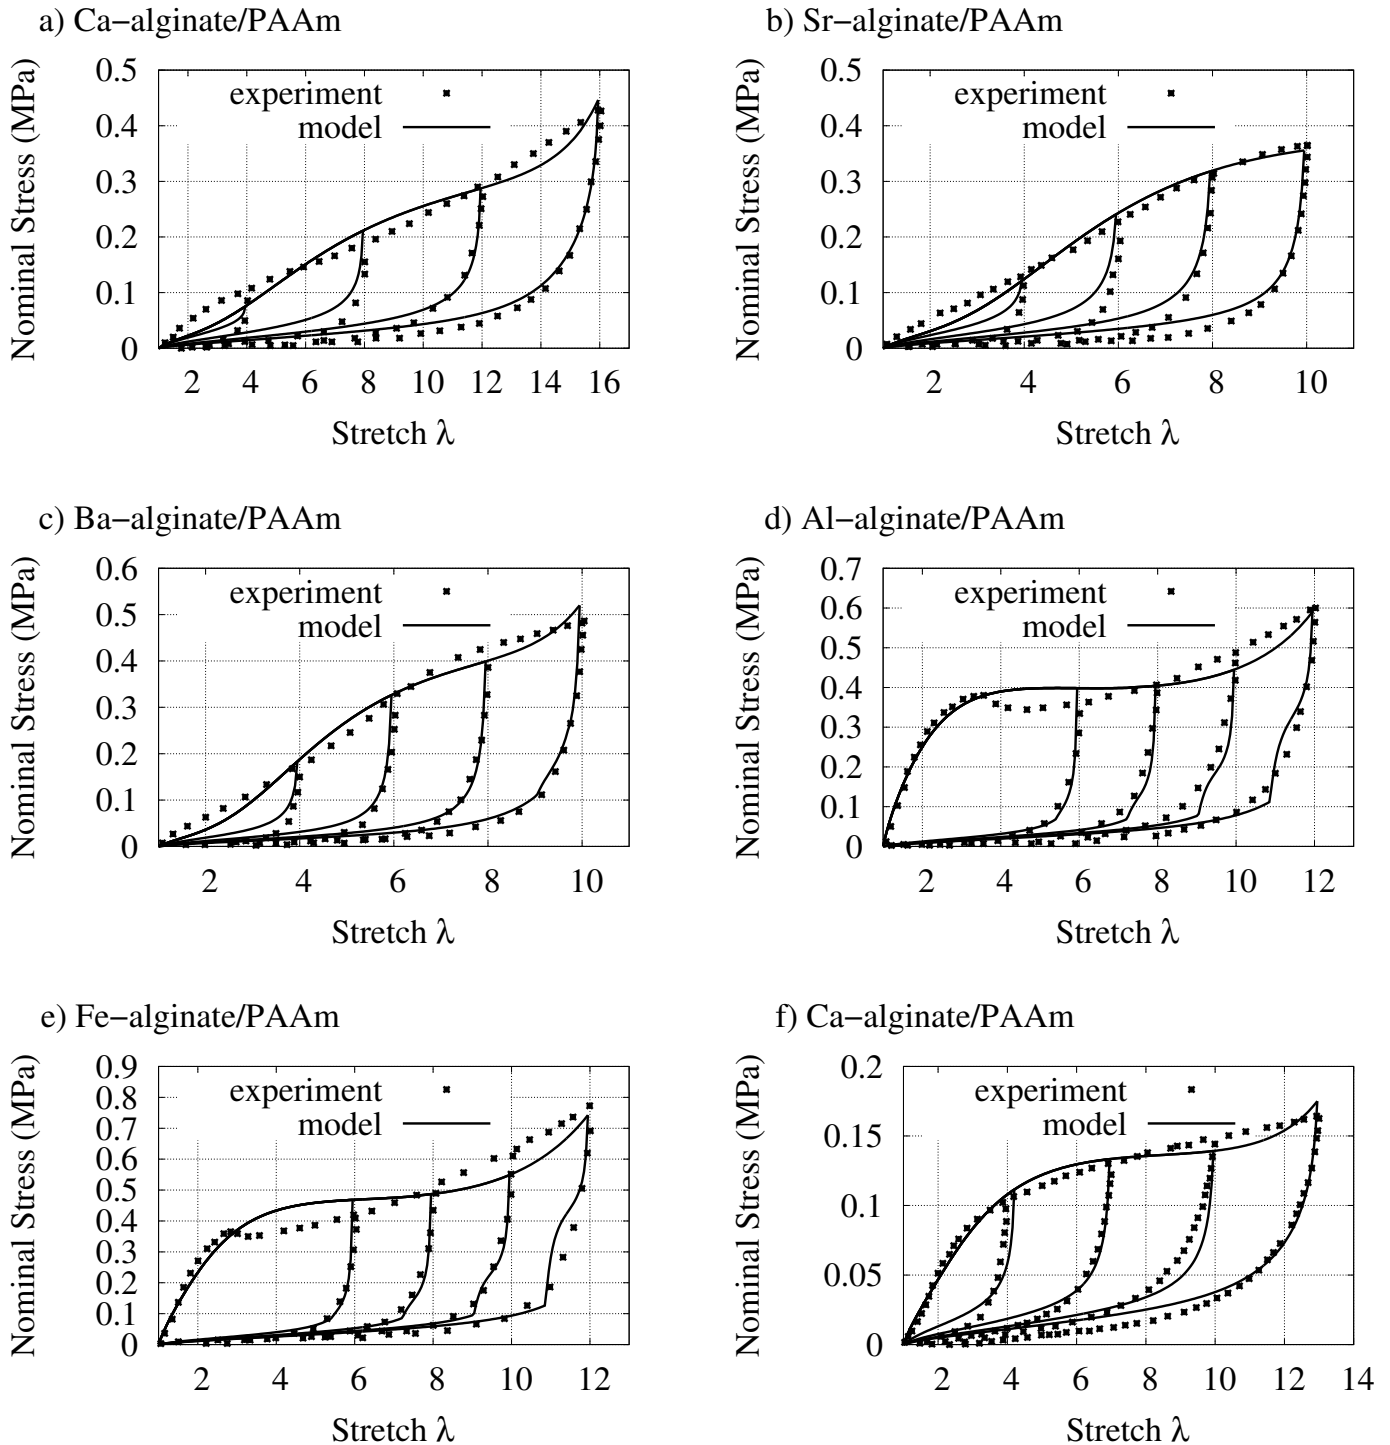 a) Ca−alginate/PAAm
Nominal Stress (MPa)
0.5
0.4
0.3
0.2
0.1
0
experiment
model
2 4 6 8 10 12 14 16
Stretch λ
b) Sr−alginate/PAAm
Nominal Stress (MPa)
0.5
0.4
0.3
0.2
0.1
0
experiment
model
2 4 6 8 10
Stretch λ
c) Ba−alginate/PAAm
Nominal Stress (MPa)
0.6
0.5
0.4
0.3
0.2
0.1
0
experiment
model
2 4 6 8 10
Stretch λ
d) Al−alginate/PAAm
Nominal Stress (MPa)
0.7
0.6
0.5
0.4
0.3
0.2
0.1
0
experiment
model
2 4 6 8 10 12
Stretch λ
e) Fe−alginate/PAAm
Nominal Stress (MPa)
0.9
0.8
0.7
0.6
0.5
0.4
0.3
0.2
0.1
0
experiment
model
2 4 6 8 10 12
Stretch λ
f) Ca−alginate/PAAm
Nominal Stress (MPa)
0.2
0.15
0.1
0.05
0
experiment
model
2 4 6 8 10 12 14
Stretch λ